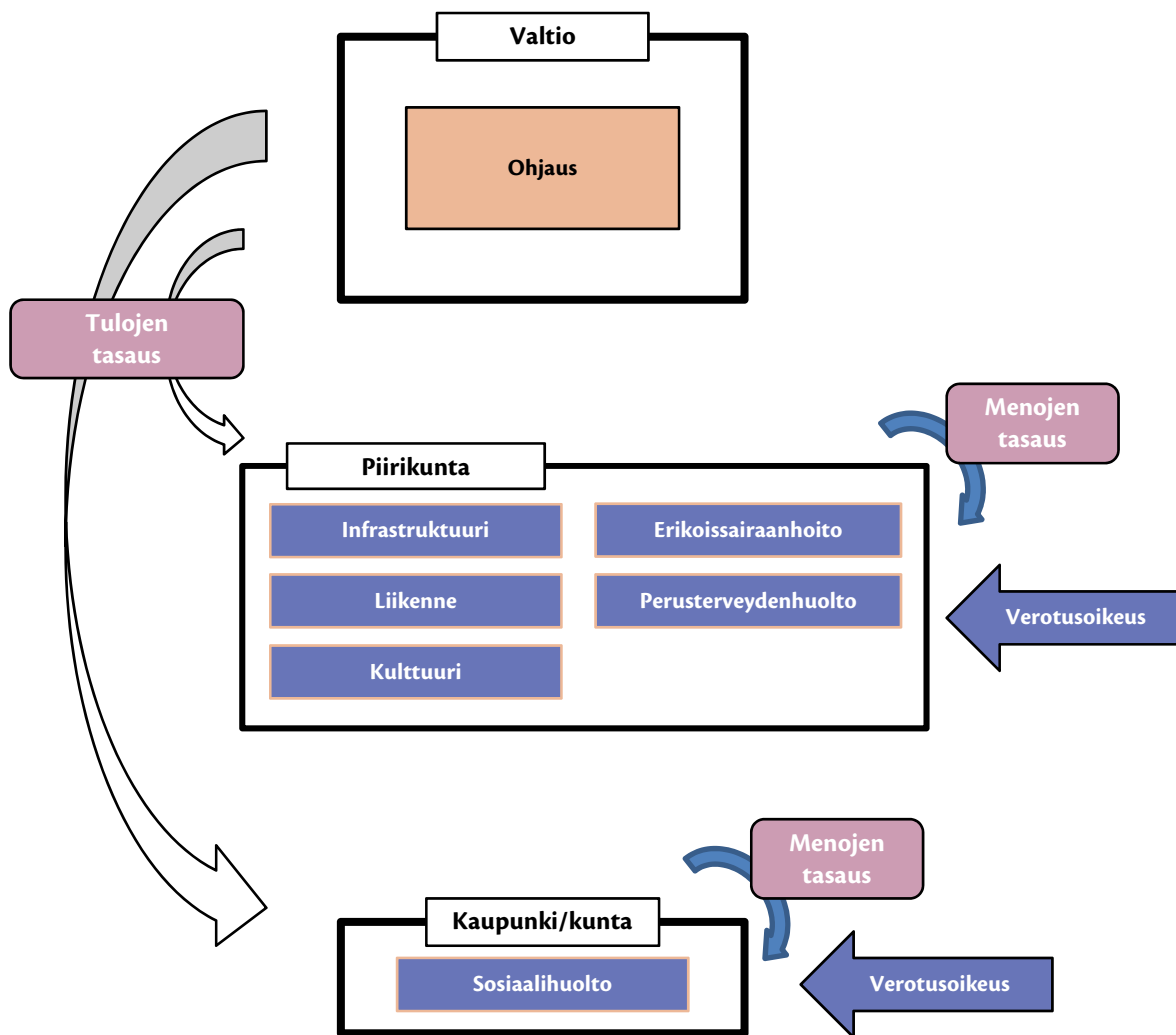 Valtio
Ohjaus
Tulojen
tasaus
Menojen
tasaus
Piirikunta
Infrastruktuuri
Erikoissairaanhoito
Liikenne
Perusterveydenhuolto
Verotusoikeus
Kulttuuri
Menojen
tasaus
Kaupunki/kunta
Sosiaalihuolto
Verotusoikeus